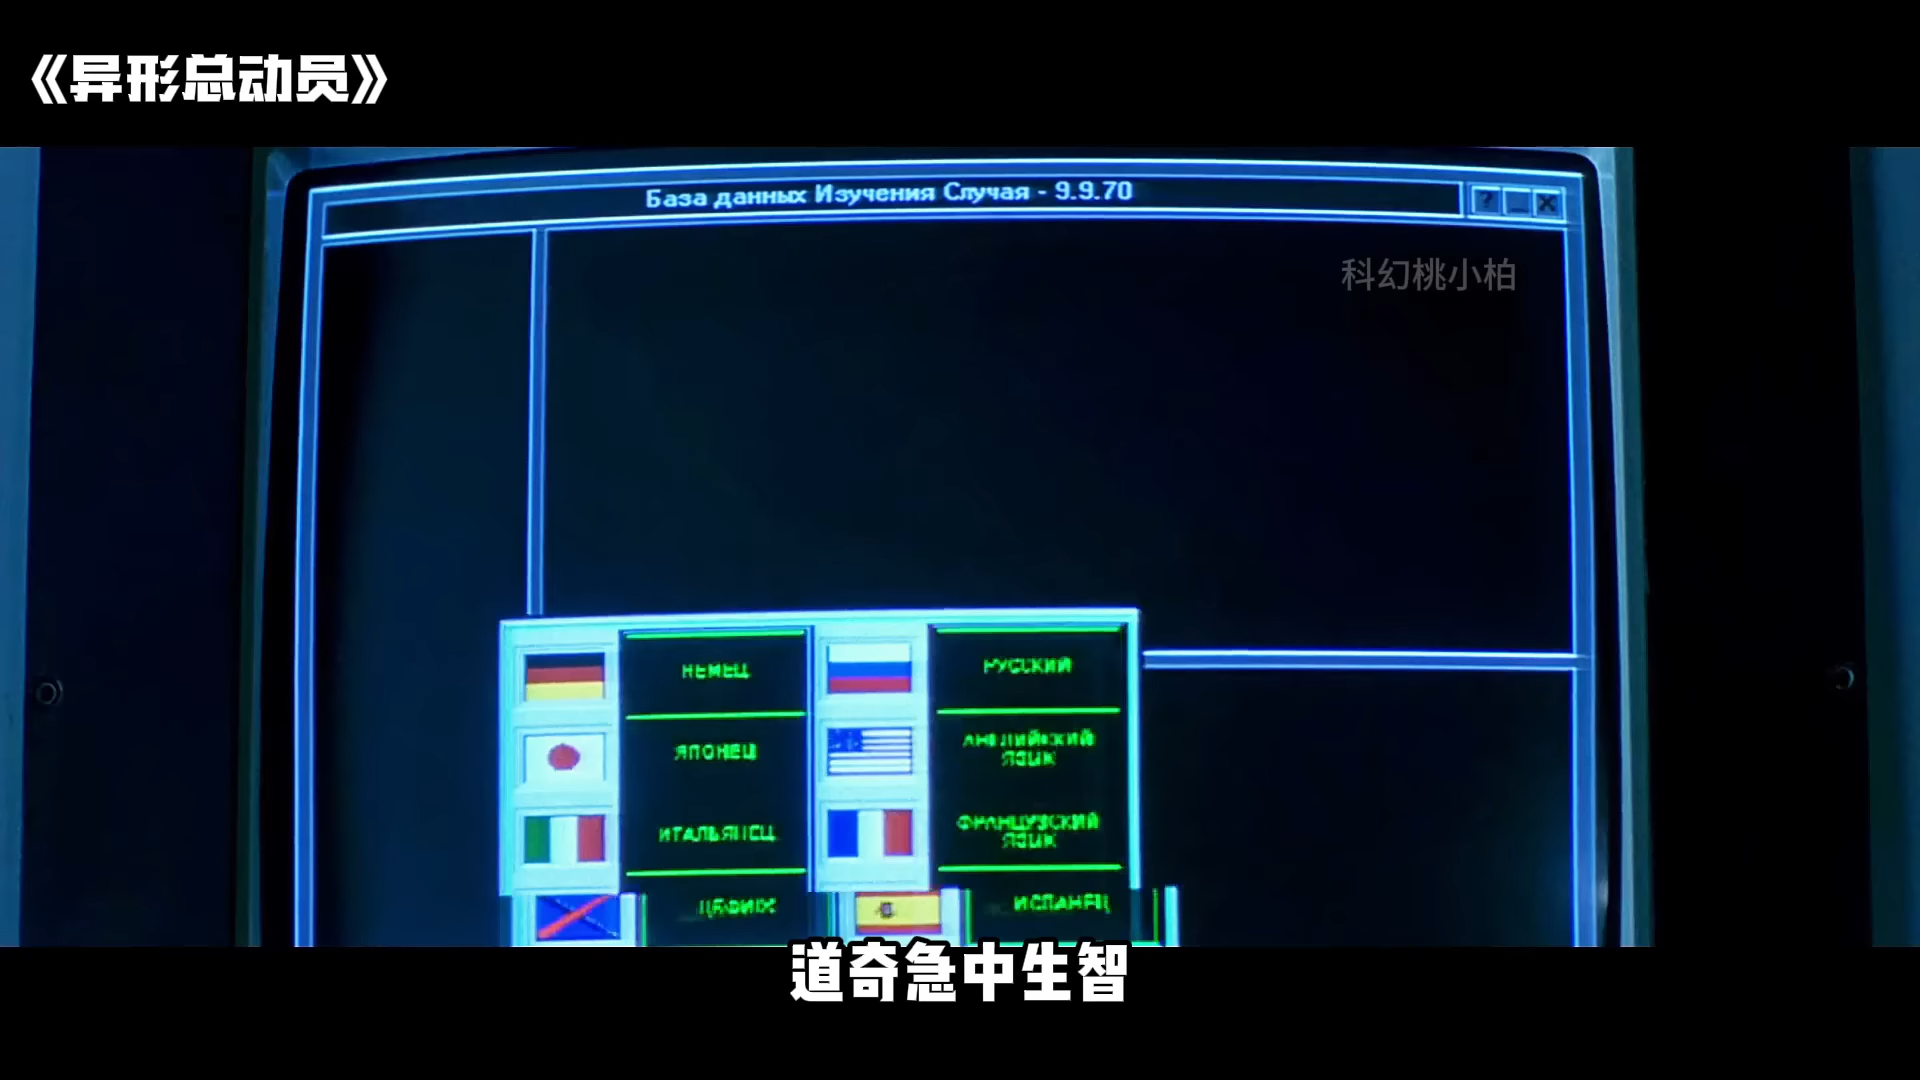 《异形总动员》
База данных Изучения Случая - 9.9.70
科幻桃小柏
НЕМЕЦ
РУССКИЙ
ЯПОНЕЦ
АНГЛИЙСКИЙ
ЯЗЫК
ИТАЛЬЯНЕЦ
ФРАНЦУЗСКИЙ
ЯЗЫК
ИСПАНЕЦ
道奇急中生智